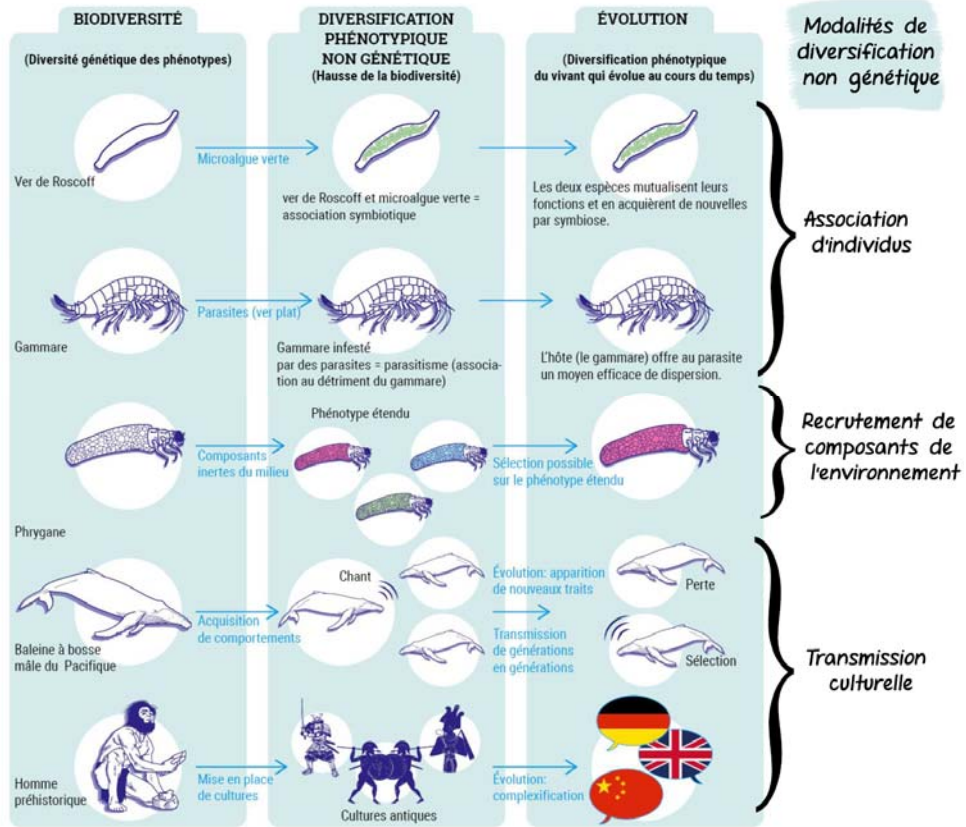 BIODIVERSITÉ
(Diversité génétique des phénotypes)
DIVERSIFICATION
PHÉNOTYPIQUE
NON GÉNÉTIQUE
(Hausse de la biodiversité)
ÉVOLUTION
(Diversification phénotypique
du vivant qui évolue au cours du temps)
Modalités de
diversification
non génétique
Ver de Roscoff
Microalgue verte
ver de Roscoff et microalgue verte =
association symbiotique
Les deux espèces mutualisent leurs
fonctions et en acquièrent de nouvelles
par symbiose.
Association
d'individus
Gammare
Parasites (ver plat)
Gammare infesté
par des parasites = parasitisme (associa-
tion au détriment du gammare)
L'hôte (le gammare) offre au parasite
un moyen efficace de dispersion.
Phrygane
Composants
inertes du milieu
Phénotype étendu
Sélection possible
sur le phénotype étendu
Recrutement de
composants de
l'environnement
Baleine à bosse
mâle du Pacifique
Acquisition
de comportements
Chant
Évolution: apparition
de nouveaux traits
Transmission
de générations
en générations
Perte
Sélection
Transmission
culturelle
Homme
préhistorique
Mise en place
de cultures
Cultures antiques
Évolution:
complexification